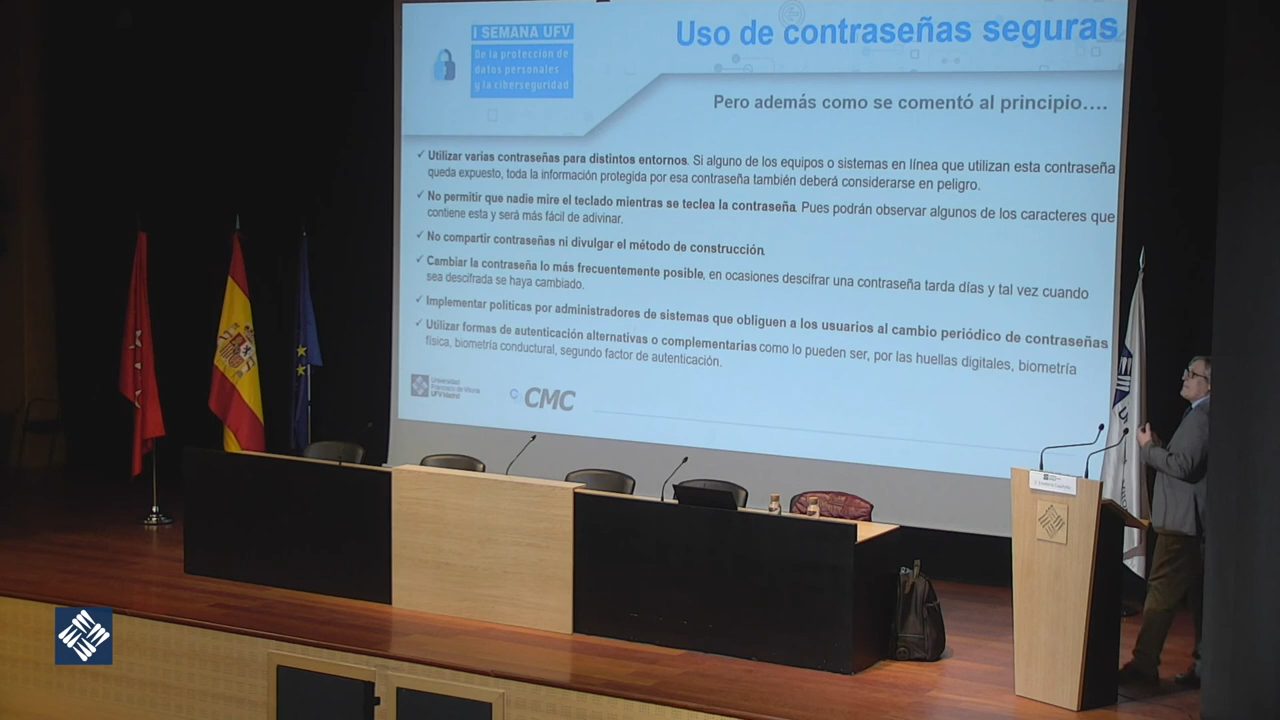 I SEMANA UFV
De la protección de
datos personales
y la ciberseguridad
Uso de contraseñas seguras
Pero además como se comentó al principio….
✓ Utilizar varias contraseñas para distintos entornos. Si alguno de los equipos o sistemas en línea que utilizan esta contraseña
queda expuesto, toda la información protegida por esa contraseña también deberá considerarse en peligro.
✓ No permitir que nadie mire el teclado mientras se teclea la contraseña. Pues podrán observar algunos de los caracteres que
contiene esta y será más fácil de adivinar.
✓ No compartir contraseñas ni divulgar el método de construcción.
✓ Cambiar la contraseña lo más frecuentemente posible, en ocasiones descifrar una contraseña tarda días y tal vez cuando
sea descifrada se haya cambiado.
✓ Implementar políticas por administradores de sistemas que obliguen a los usuarios al cambio periódico de contraseñas
✓ Utilizar formas de autenticación alternativas o complementarias como lo pueden ser, por las huellas digitales, biometría
física, biometría conductural, segundo factor de autenticación.
Universidad
Francisco de Vitoria
UFV Madrid
CMC